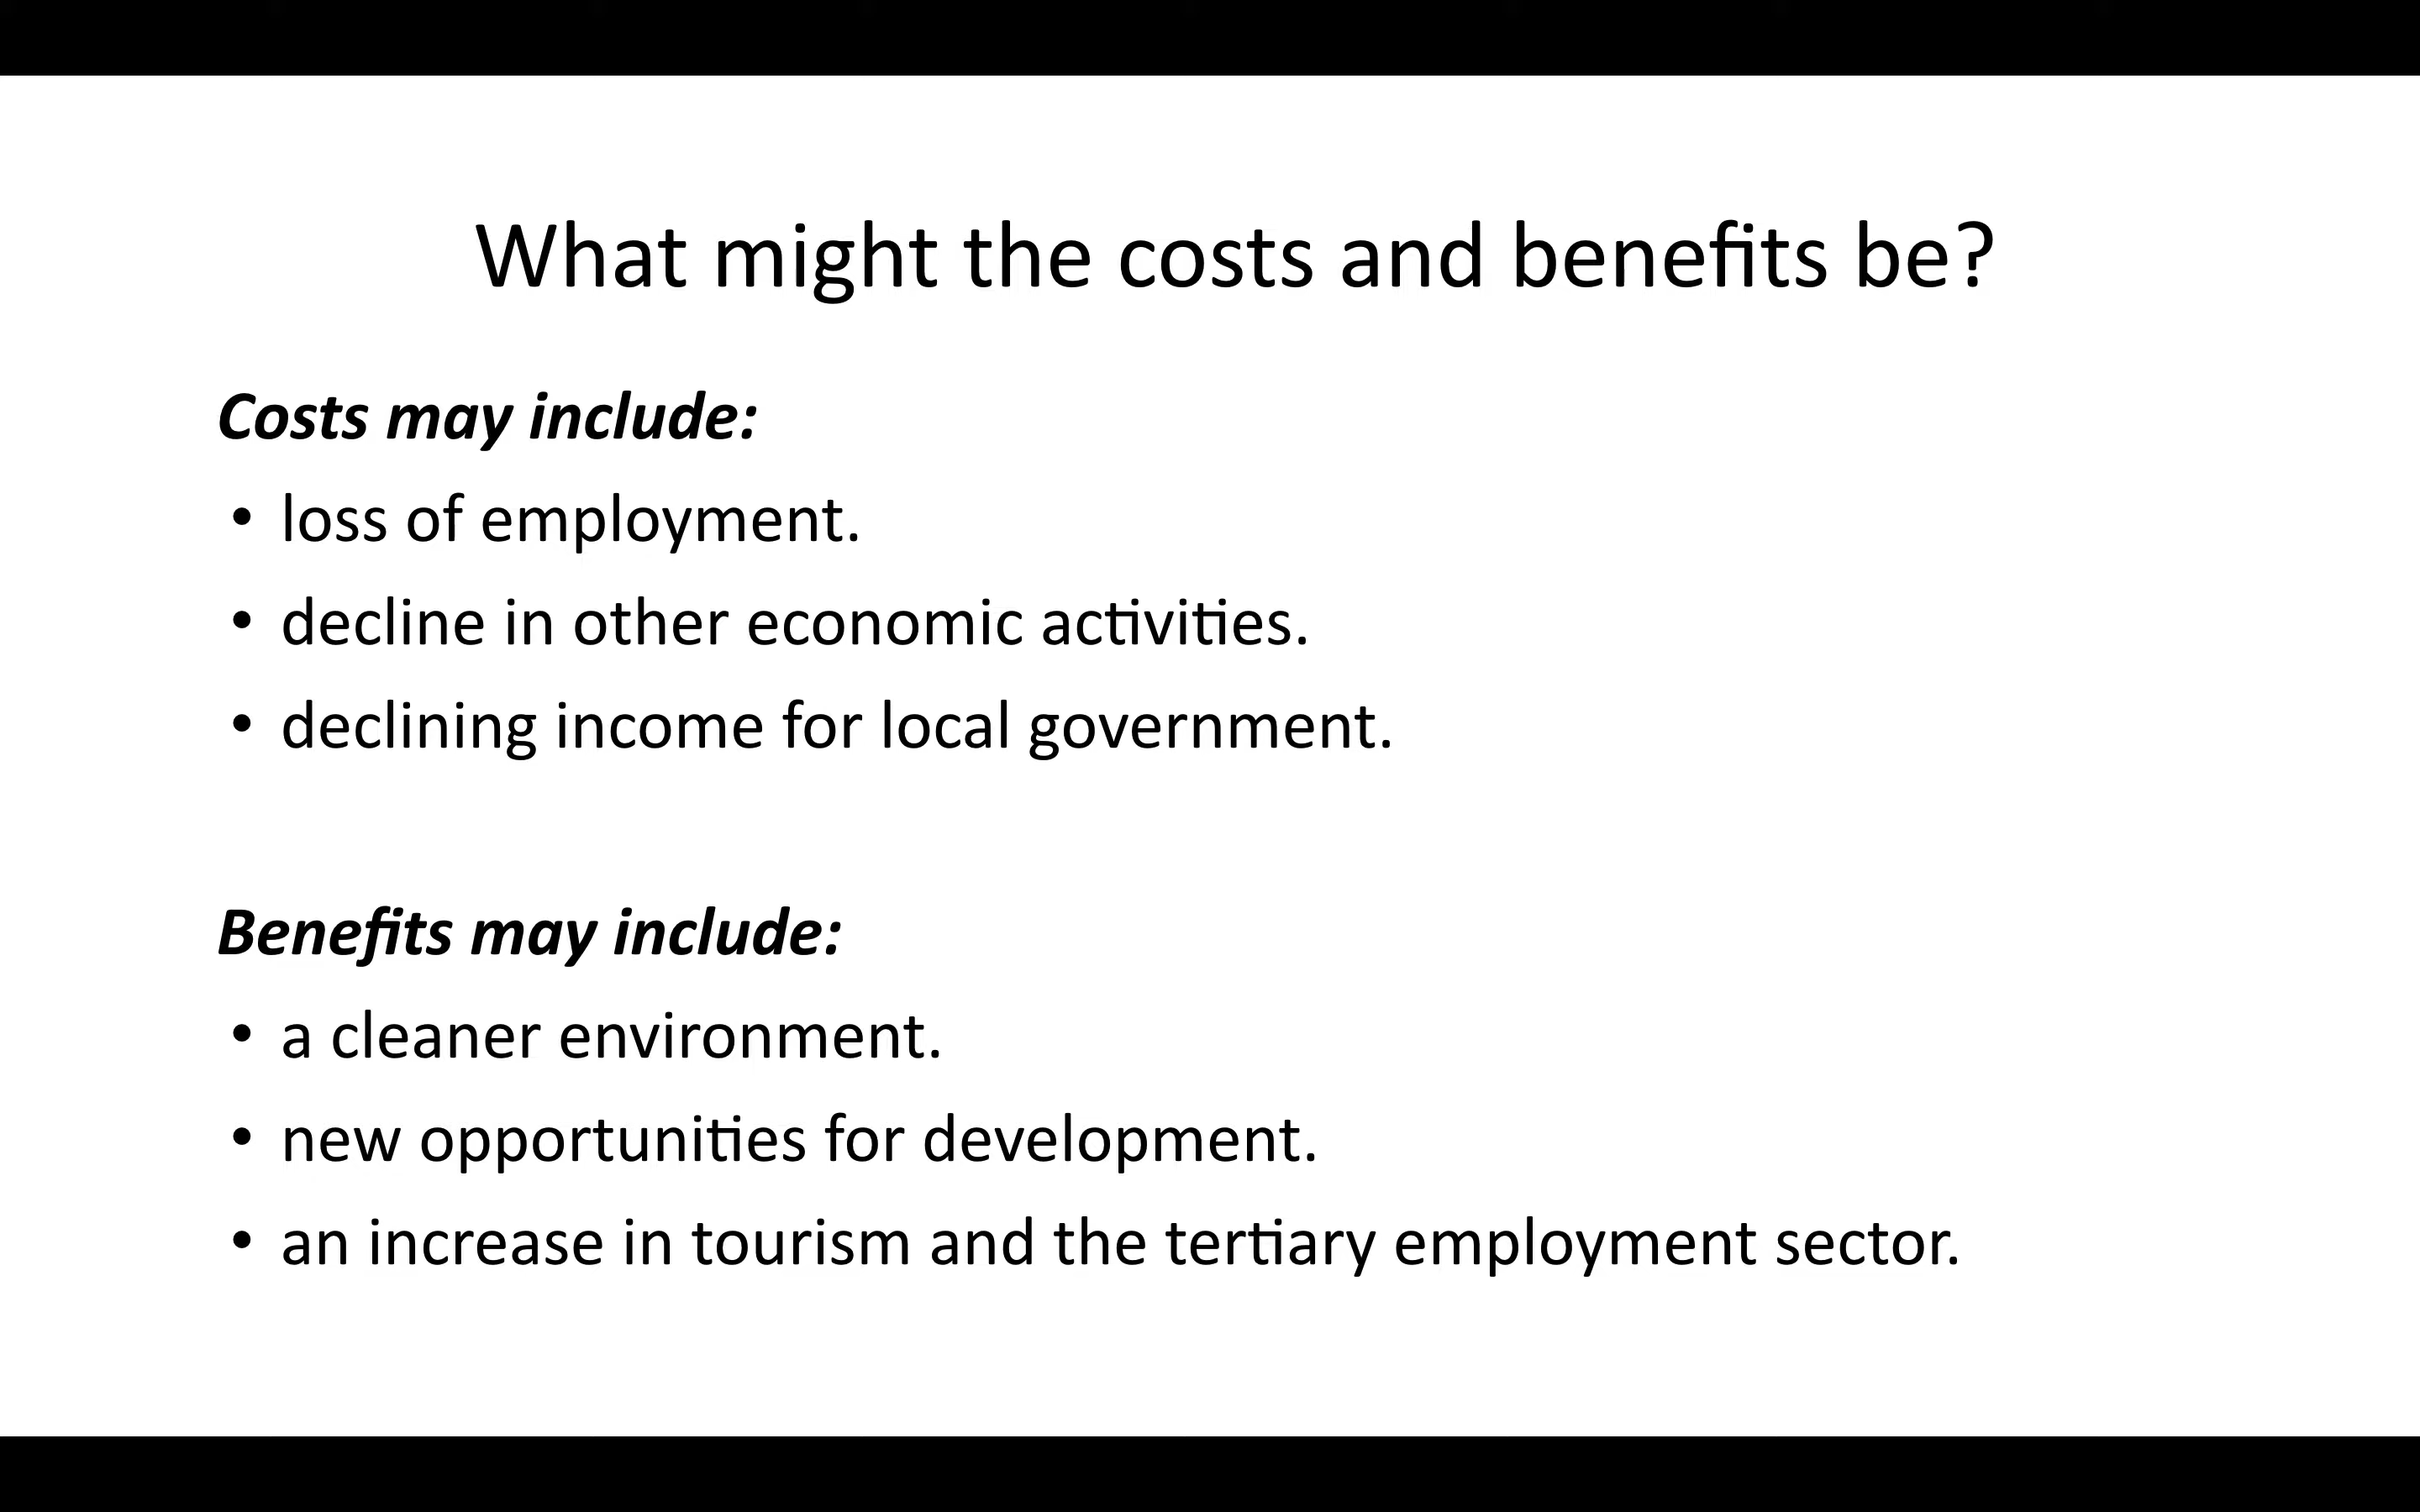 What might the costs and benefits be?
Costs may include:
• loss of employment.
• decline in other economic activities.
• declining income for local government.
Benefits may include:
• a cleaner environment.
• new opportunities for development.
• an increase in tourism and the tertiary employment sector.